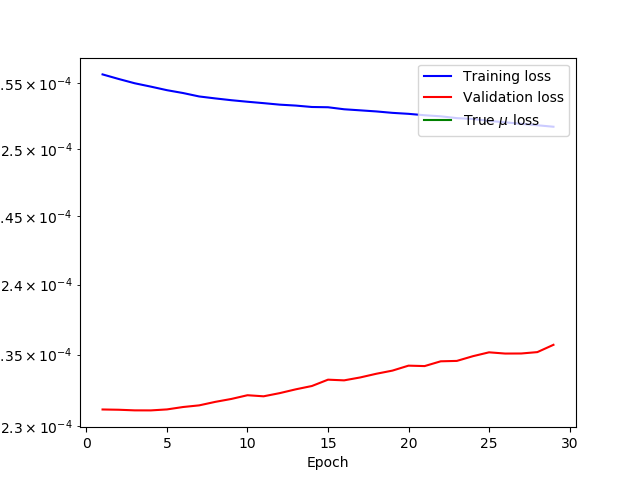 Training loss
Validation loss
True μ loss
.55 × 10⁻⁴
2.5 × 10⁻⁴
.45 × 10⁻⁴
2.4 × 10⁻⁴
.35 × 10⁻⁴
2.3 × 10⁻⁴
0 5 10 15 20 25 30
Epoch